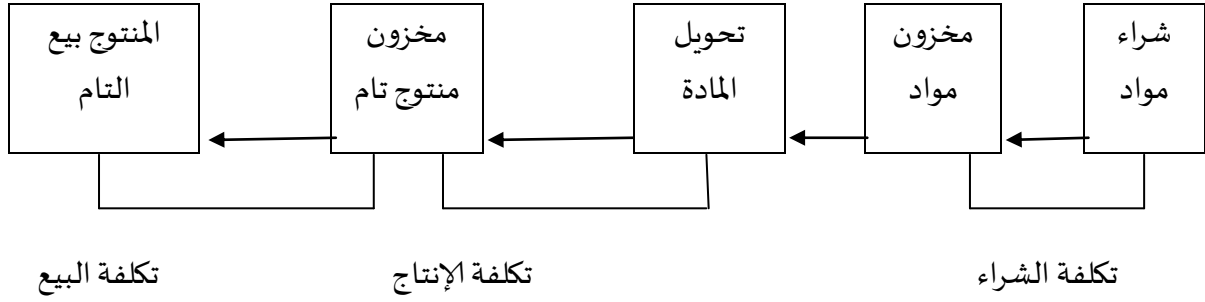 شراء
مواد
مخزون
مواد
تحويل
المادة
مخزون
منتوج تام
المنتوج بيع
التام
تكلفة الشراء
تكلفة الإنتاج
تكلفة البيع